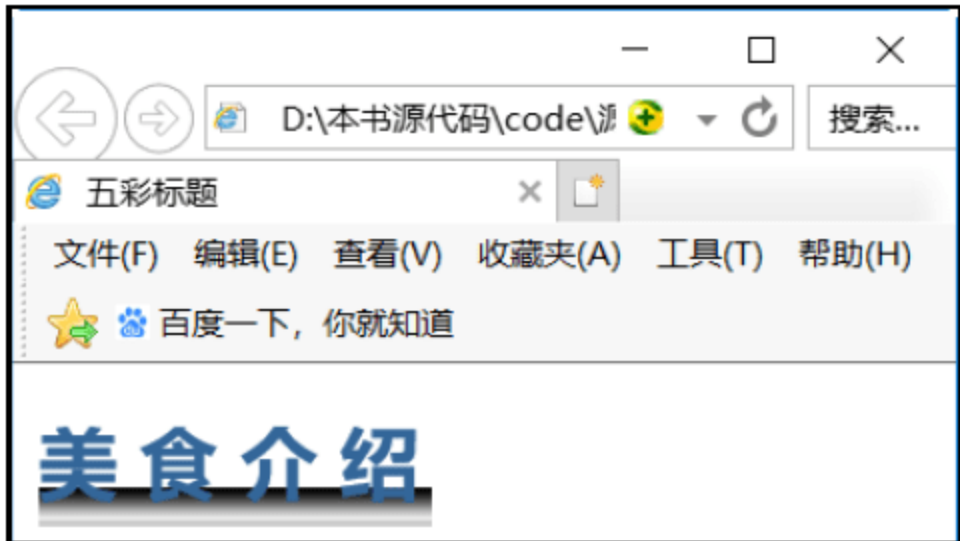 D:\本书源代码\code\源
搜索...
五彩标题
文件(F) 编辑(E) 查看(V) 收藏夹(A) 工具(T) 帮助(H)
百度一下，你就知道
美食介绍